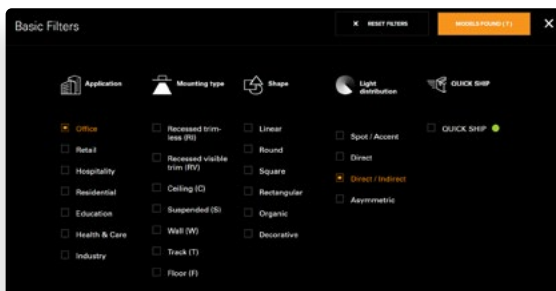 Basic Filters
× RESET FILTERS
MODELS FOUND ( 7 )
×
Application
Office
Retail
Hospitality
Residential
Education
Health & Care
Industry
Mounting type
Recessed trim-
less (RI)
Recessed visible
trim (RV)
Ceiling (C)
Suspended (S)
Wall (W)
Track (T)
Floor (F)
Shape
Linear
Round
Square
Rectangular
Organic
Decorative
Light
distribution
Spot / Accent
Direct
Direct / Indirect
Asymmetric
QUICK SHIP
QUICK SHIP